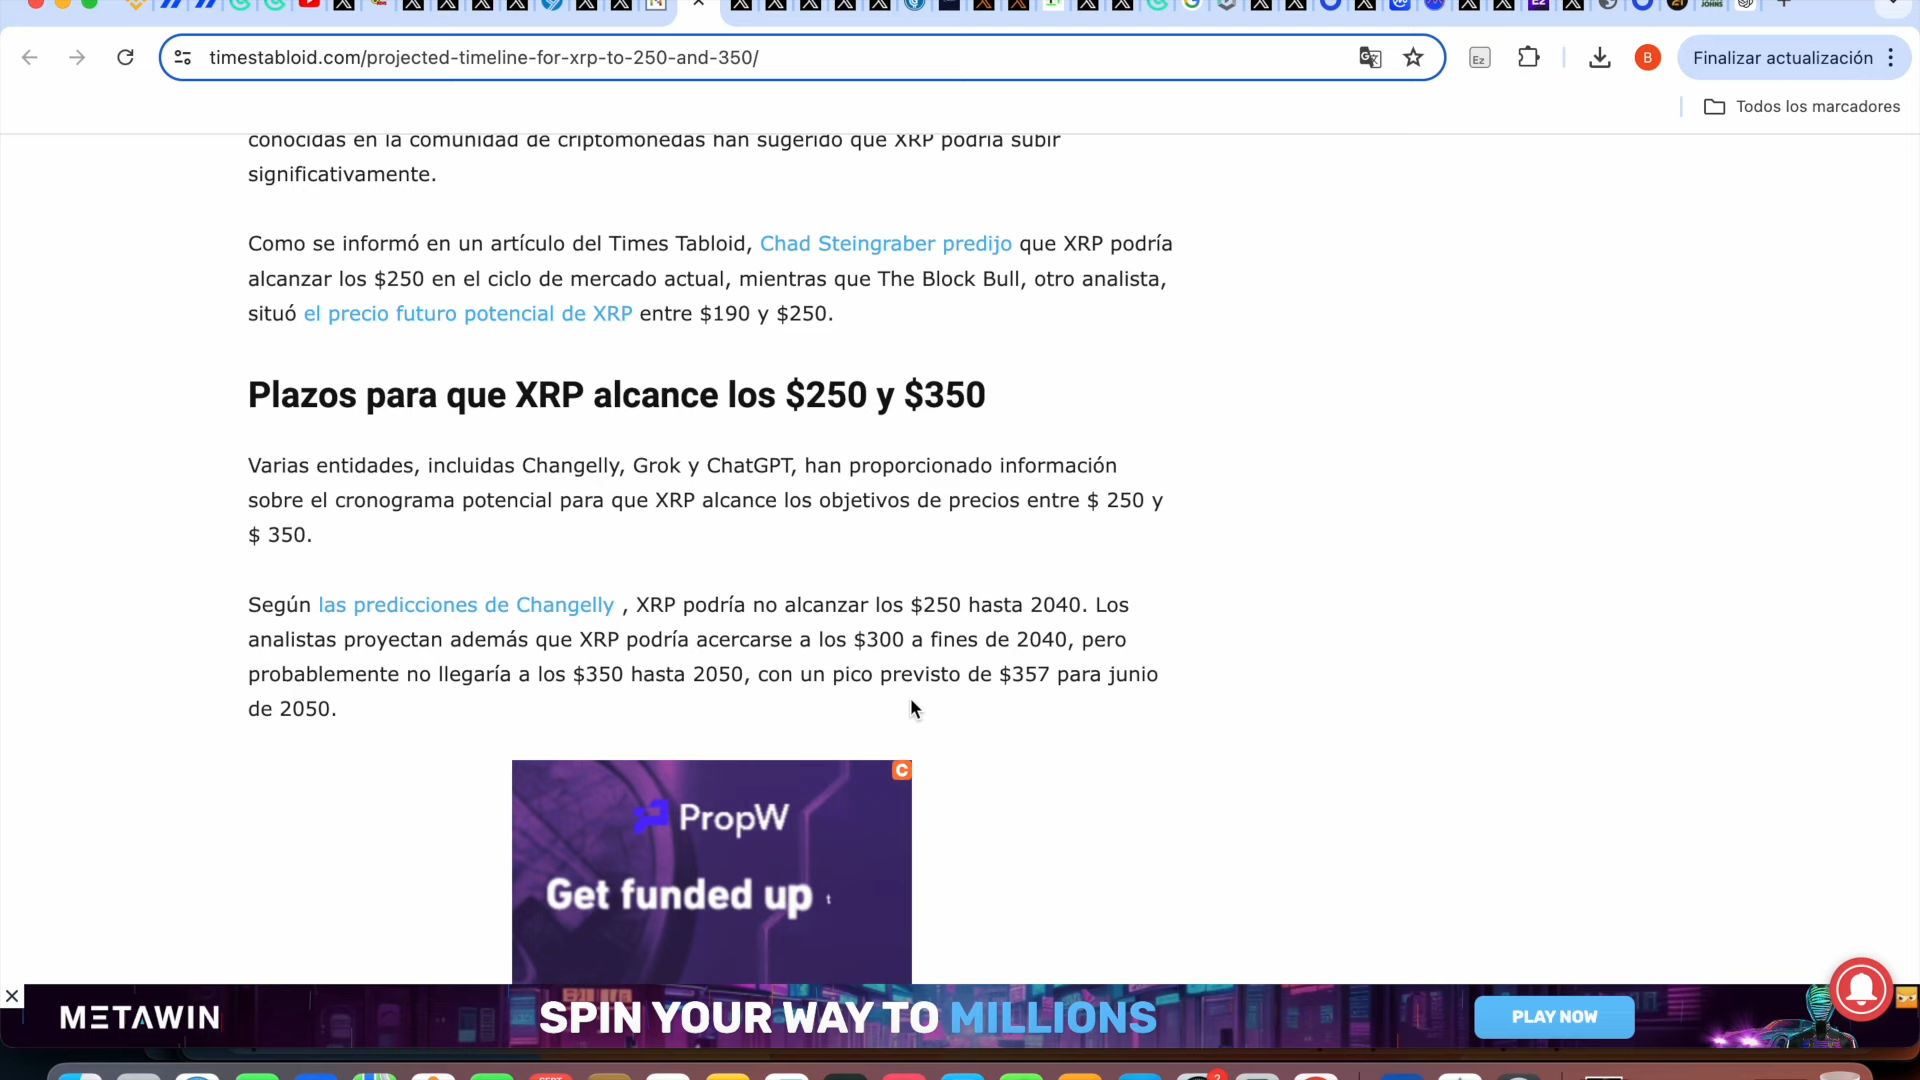 timestabloid.com/projected-timeline-for-xrp-to-250-and-350/
Ez
B
Finalizar actualización
Todos los marcadores
conocidas en la comunidad de criptomonedas han sugerido que XRP podría subir
significativamente.
Como se informó en un artículo del Times Tabloid, Chad Steingraber predijo que XRP podría
alcanzar los $250 en el ciclo de mercado actual, mientras que The Block Bull, otro analista,
situó el precio futuro potencial de XRP entre $190 y $250.
Plazos para que XRP alcance los $250 y $350
Varias entidades, incluidas Changelly, Grok y ChatGPT, han proporcionado información
sobre el cronograma potencial para que XRP alcance los objetivos de precios entre $ 250 y
$ 350.
Según las predicciones de Changelly , XRP podría no alcanzar los $250 hasta 2040. Los
analistas proyectan además que XRP podría acercarse a los $300 a fines de 2040, pero
probablemente no llegaría a los $350 hasta 2050, con un pico previsto de $357 para junio
de 2050.
C
PropW
Get funded up t
METAWIN
SPIN YOUR WAY TO MILLIONS
PLAY NOW
2